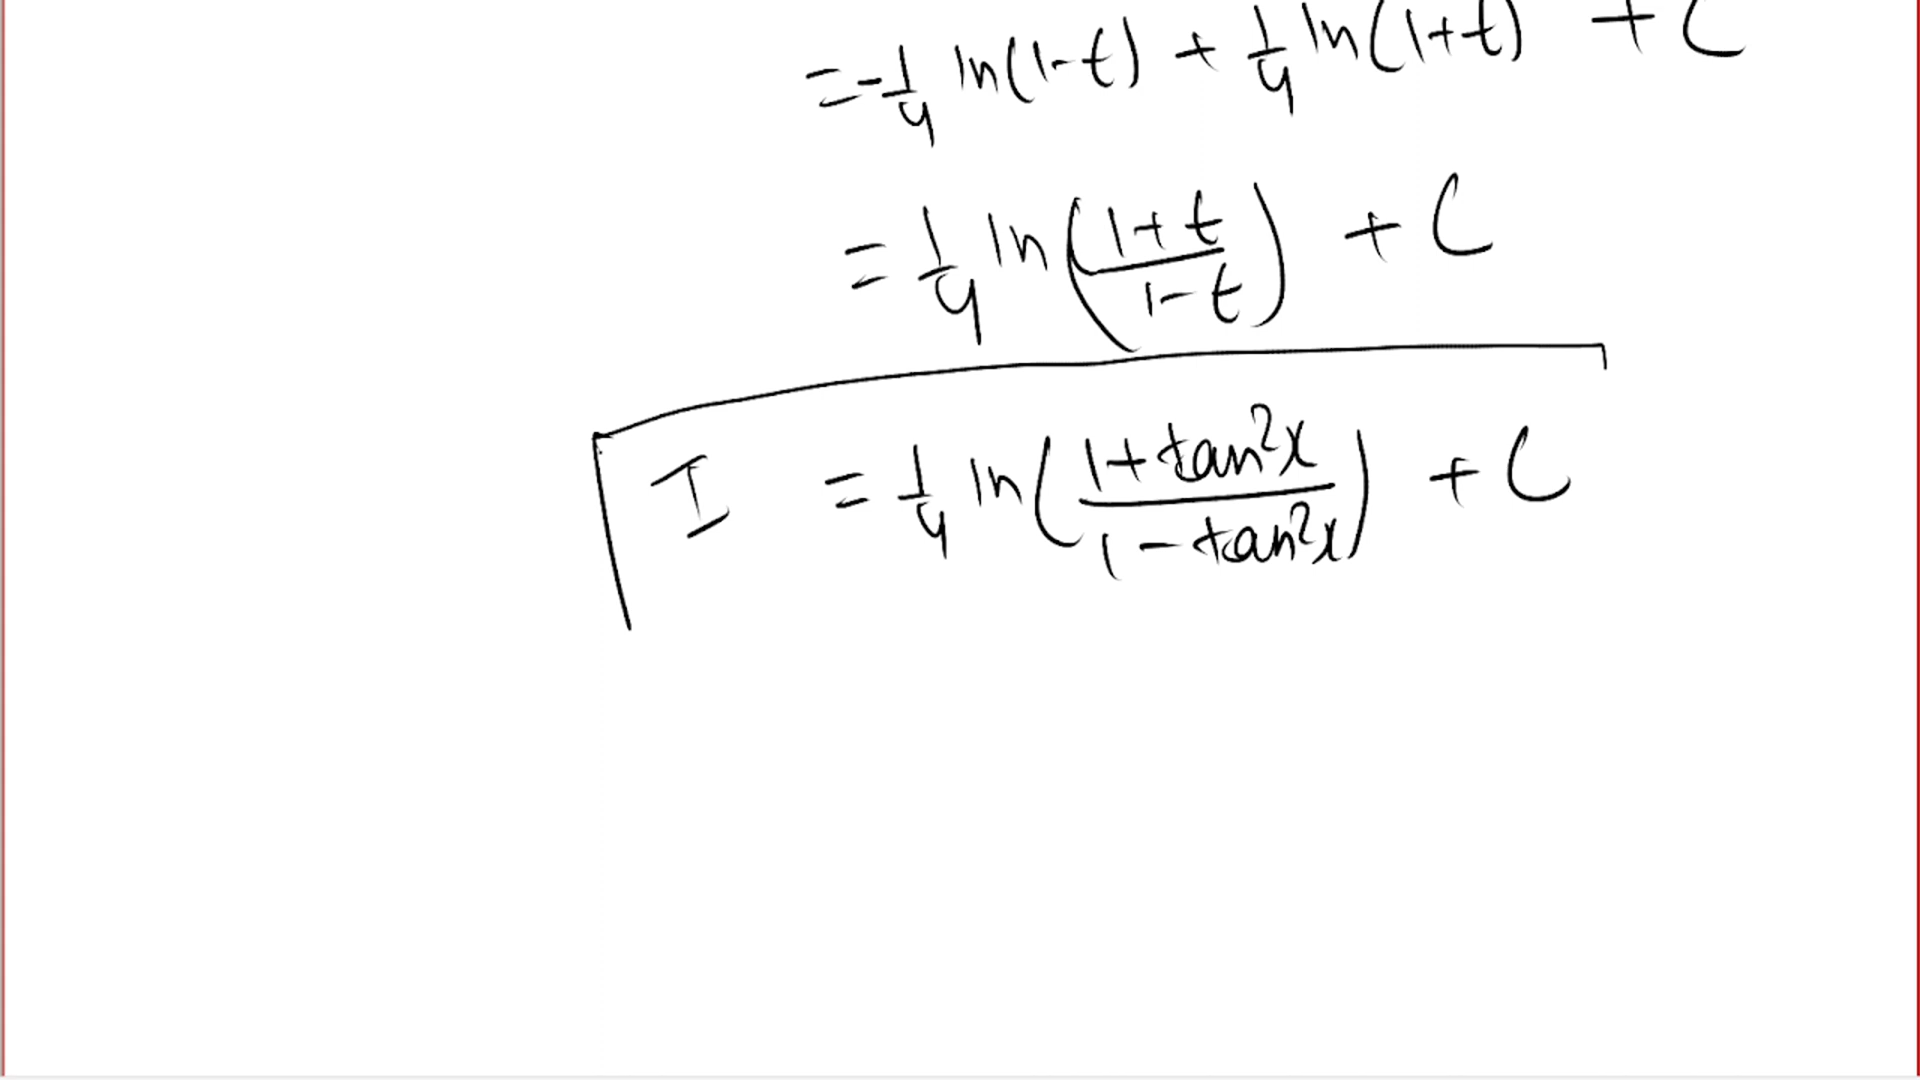 = -1/4 ln(1-t) + 1/4 ln(1+t) + C
= 1/4 ln((1+t)/(1-t)) + C
I = 1/4 ln((1+tan²x)/(1-tan²x)) + C